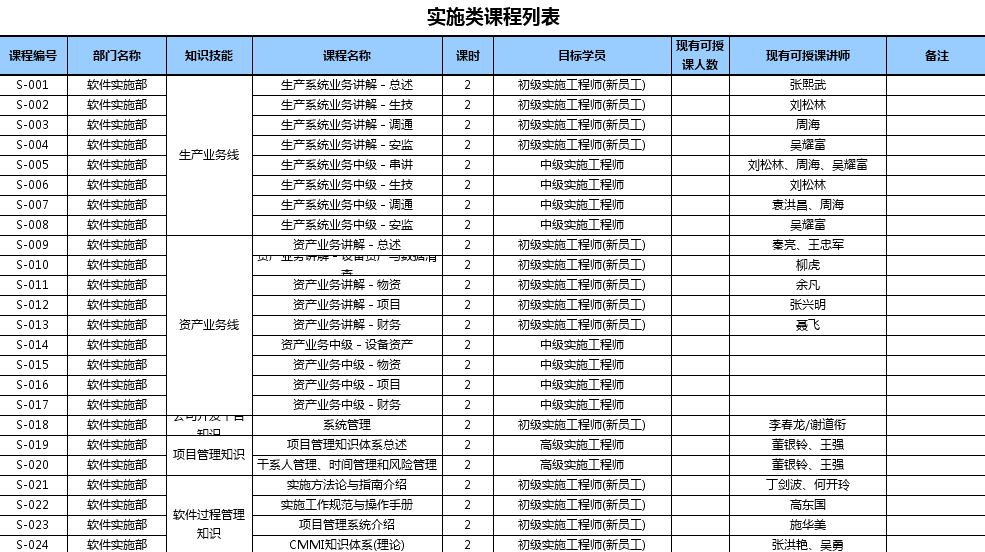 实施类课程列表
课程编号 部门名称 知识技能 课程名称 课时 目标学员 现有可授课人数 现有可授课讲师 备注
S-001 软件实施部 生产业务线 生产系统业务讲解－总述 2 初级实施工程师(新员工) 张熙武
S-002 软件实施部 生产系统业务讲解－生技 2 初级实施工程师(新员工) 刘松林
S-003 软件实施部 生产系统业务讲解－调通 2 初级实施工程师(新员工) 周海
S-004 软件实施部 生产系统业务讲解－安监 2 初级实施工程师(新员工) 吴耀富
S-005 软件实施部 生产系统业务中级－串讲 2 中级实施工程师 刘松林、周海、吴耀富
S-006 软件实施部 生产系统业务中级－生技 2 中级实施工程师 刘松林
S-007 软件实施部 生产系统业务中级－调通 2 中级实施工程师 袁洪昌、周海
S-008 软件实施部 生产系统业务中级－安监 2 中级实施工程师 吴耀富
S-009 软件实施部 资产业务线 资产业务讲解－总述 2 初级实施工程师(新员工) 秦亮、王忠军
S-010 软件实施部 2 初级实施工程师(新员工) 柳虎
S-011 软件实施部 资产业务讲解－物资 2 初级实施工程师(新员工) 余凡
S-012 软件实施部 资产业务讲解－项目 2 初级实施工程师(新员工) 张兴明
S-013 软件实施部 资产业务讲解－财务 2 初级实施工程师(新员工) 聂飞
S-014 软件实施部 资产业务中级－设备资产 2 中级实施工程师
S-015 软件实施部 资产业务中级－物资 2 中级实施工程师
S-016 软件实施部 资产业务中级－项目 2 中级实施工程师
S-017 软件实施部 资产业务中级－财务 2 中级实施工程师
S-018 软件实施部 系统管理 2 初级实施工程师(新员工) 李春龙/谢道衔
S-019 软件实施部 项目管理知识 项目管理知识体系总述 2 高级实施工程师 董银铃、王强
S-020 软件实施部 干系人管理、时间管理和风险管理 2 高级实施工程师 董银铃、王强
S-021 软件实施部 软件过程管理知识 实施方法论与指南介绍 2 初级实施工程师(新员工) 丁剑波、何开玲
S-022 软件实施部 实施工作规范与操作手册 2 初级实施工程师(新员工) 高东国
S-023 软件实施部 项目管理系统介绍 2 初级实施工程师(新员工) 施华美
S-024 软件实施部 CMMI知识体系(理论) 2 初级实施工程师(新员工) 张洪艳、吴勇